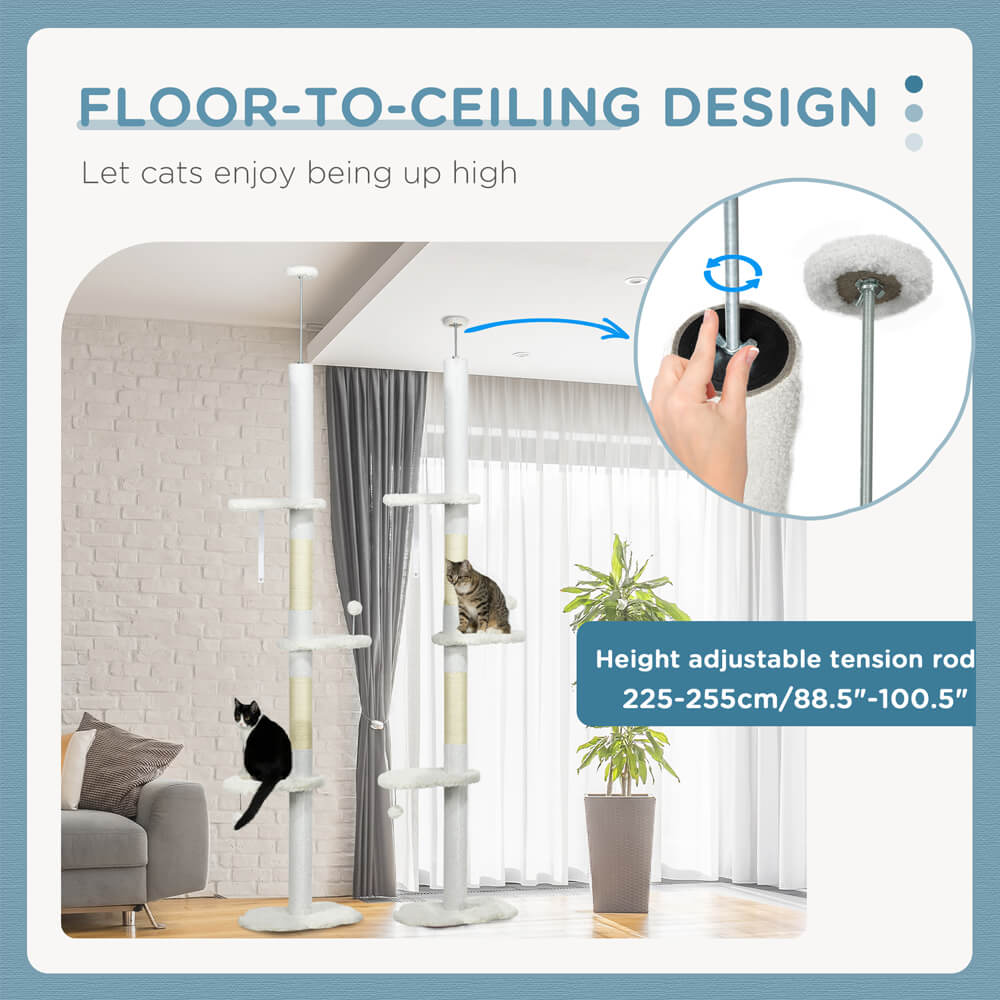 FLOOR-TO-CEILING DESIGN
Let cats enjoy being up high
Height adjustable tension rod
225-255cm/88.5"-100.5"